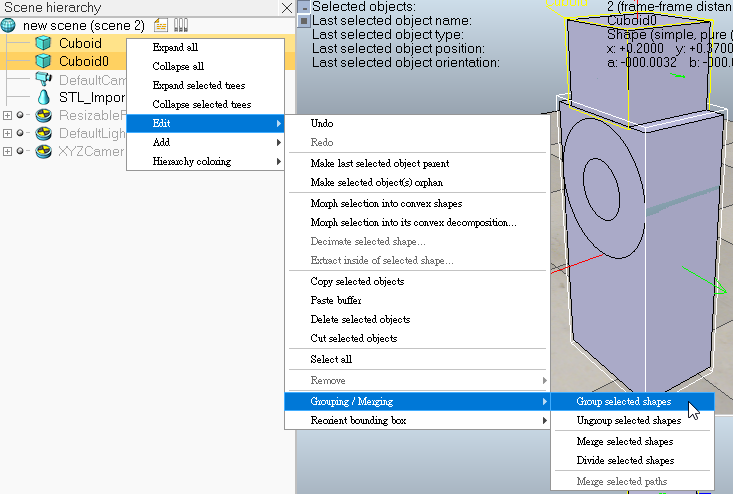 Scene hierarchy
new scene (scene 2)
Cuboid
Cuboid0
DefaultCam
STL_Impor
ResizableF
DefaultLigh
XYZCamer
Expand all
Collapse all
Expand selected trees
Collapse selected trees
Edit
Add
Hierarchy coloring
Undo
Redo
Make last selected object parent
Make selected object(s) orphan
Morph selection into convex shapes
Morph selection into its convex decomposition...
Decimate selected shape...
Extract inside of selected shape...
Copy selected objects
Paste buffer
Delete selected objects
Cut selected objects
Select all
Remove
Grouping / Merging
Reorient bounding box
Group selected shapes
Ungroup selected shapes
Merge selected shapes
Divide selected shapes
Merge selected paths
Selected objects: 2 (frame-frame distan
Last selected object name: Cuboid0
Last selected object type: Shape (simple, pure (
Last selected object position: x: +0.2000 y: +0.3700
Last selected object orientation: a: -000.0032 b: -000.